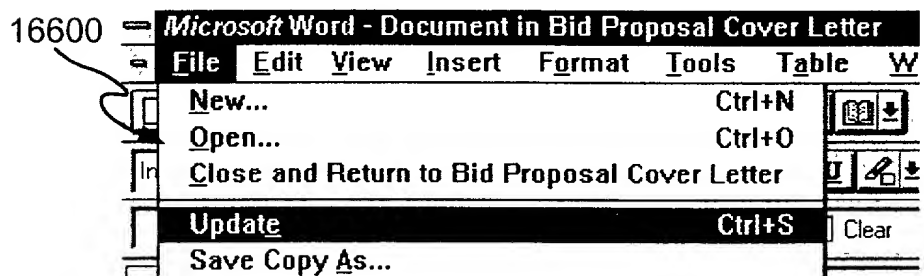 16600
Microsoft Word - Document in Bid Proposal Cover Letter
File Edit View Insert Format Tools Table W
New... Ctrl+N
Open... Ctrl+O
In
Close and Return to Bid Proposal Cover Letter
U
Update Ctrl+S
Clear
Save Copy As...